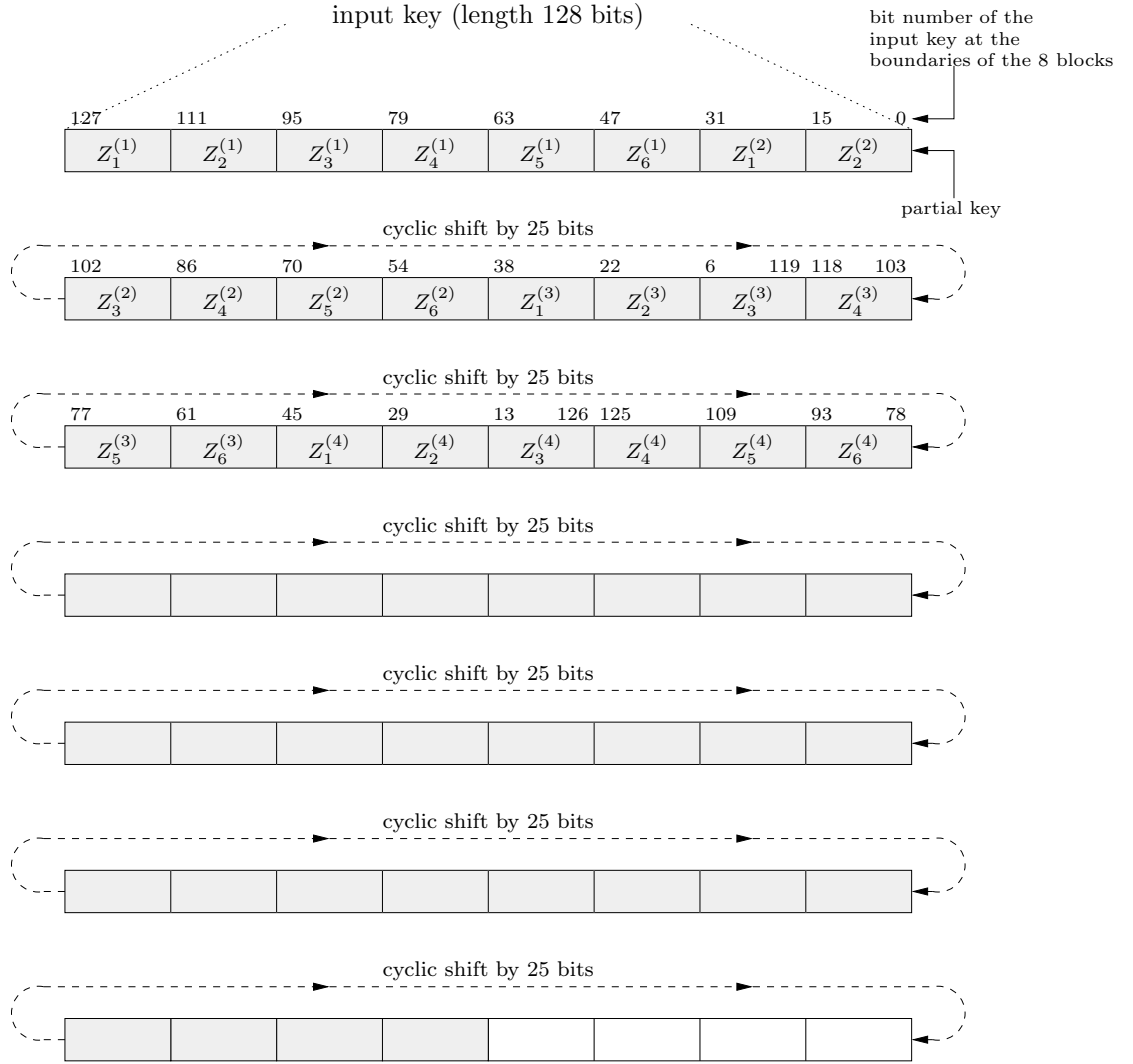 input key (length 128 bits)
bit number of the
input key at the
boundaries of the 8 blocks
127 111 95 79 63 47 31 15 0
Z_1^{(1)} Z_2^{(1)} Z_3^{(1)} Z_4^{(1)} Z_5^{(1)} Z_6^{(1)} Z_1^{(2)} Z_2^{(2)}
partial key
cyclic shift by 25 bits
102 86 70 54 38 22 6 119 118 103
Z_3^{(2)} Z_4^{(2)} Z_5^{(2)} Z_6^{(2)} Z_1^{(3)} Z_2^{(3)} Z_3^{(3)} Z_4^{(3)}
cyclic shift by 25 bits
77 61 45 29 13 126 125 109 93 78
Z_5^{(3)} Z_6^{(3)} Z_1^{(4)} Z_2^{(4)} Z_3^{(4)} Z_4^{(4)} Z_5^{(4)} Z_6^{(4)}
cyclic shift by 25 bits
cyclic shift by 25 bits
cyclic shift by 25 bits
cyclic shift by 25 bits